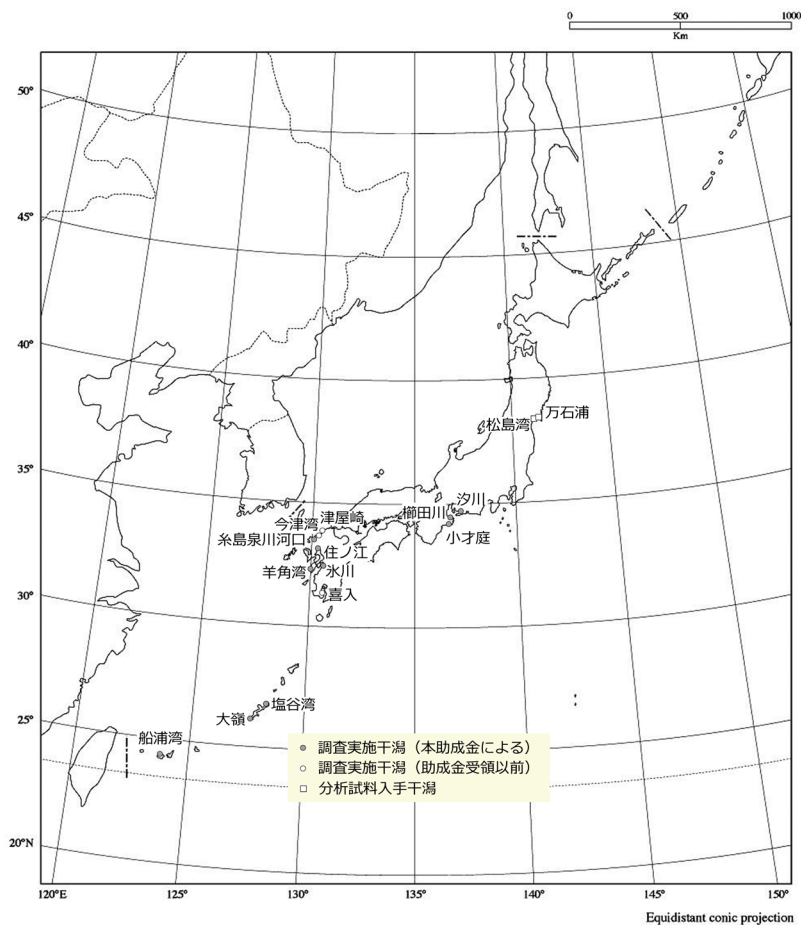 0 500 1000
Km
50°
45°
40°
35°
30°
25°
20°N
120°E 125° 130° 135° 140° 145° 150°
万石浦
松島湾
汐川
櫛田川
小才庭
津屋崎
今津湾
糸島泉川河口
住ノ江
羊角湾
氷川
喜入
塩谷湾
大嶺
船浦湾
調査実施干潟（本助成金による）
調査実施干潟（助成金受領以前）
分析試料入手干潟
Equidistant conic projection